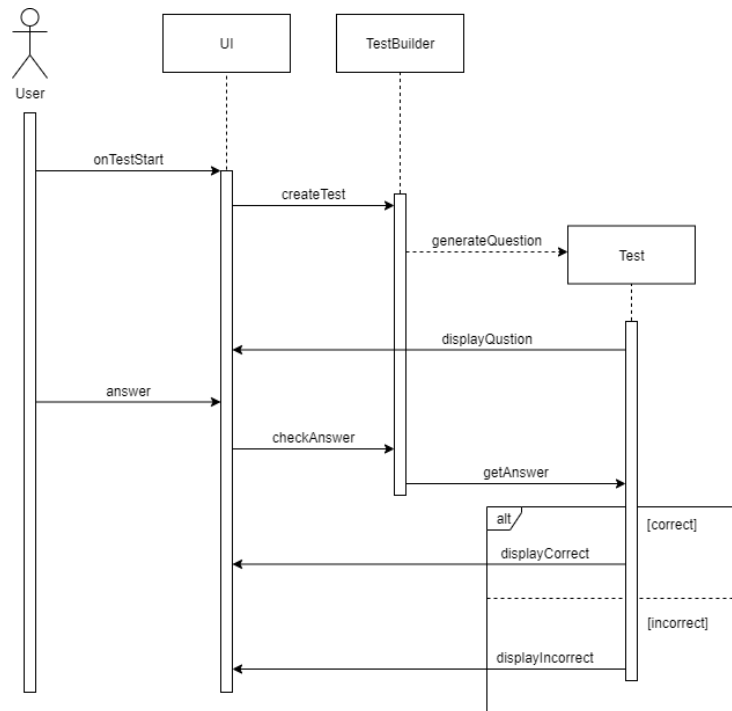 UI
TestBuilder
User
onTestStart
createTest
generateQuestion
Test
displayQustion
answer
checkAnswer
getAnswer
alt
[correct]
displayCorrect
[incorrect]
displayIncorrect